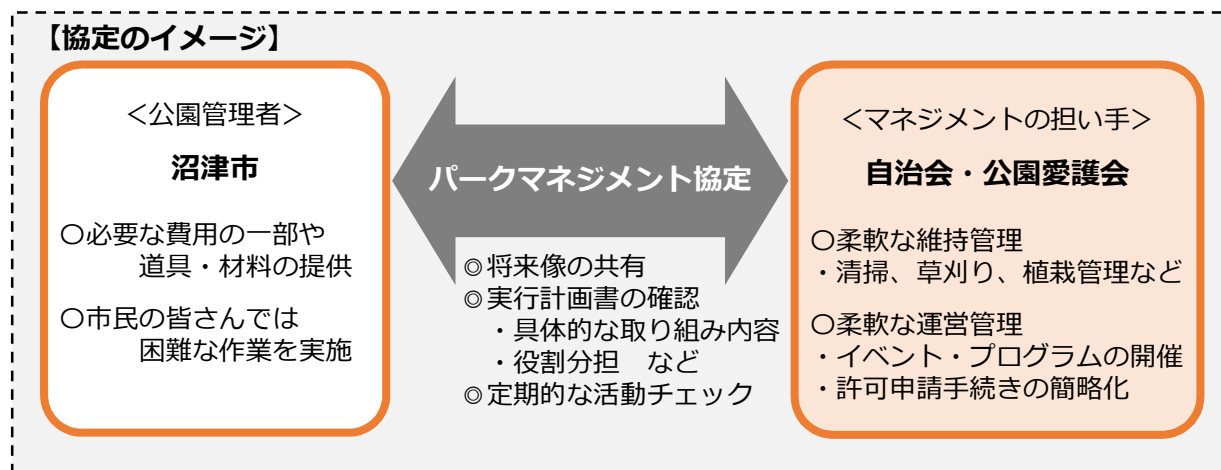 【協定のイメージ】
<公園管理者>
沼津市
〇必要な費用の一部や
道具・材料の提供
〇市民の皆さんでは
困難な作業を実施
パークマネジメント協定
◎将来像の共有
◎実行計画書の確認
・具体的な取り組み内容
・役割分担　など
◎定期的な活動チェック
<マネジメントの担い手>
自治会・公園愛護会
〇柔軟な維持管理
・清掃、草刈り、植栽管理など
〇柔軟な運営管理
・イベント・プログラムの開催
・許可申請手続きの簡略化